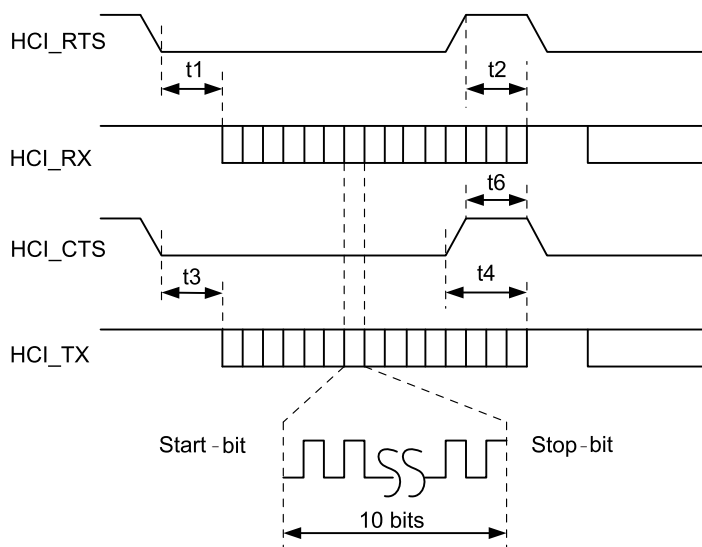 HCI_RTS
t1
t2
HCI_RX
t6
HCI_CTS
t3
t4
HCI_TX
Start-bit
Stop-bit
10 bits